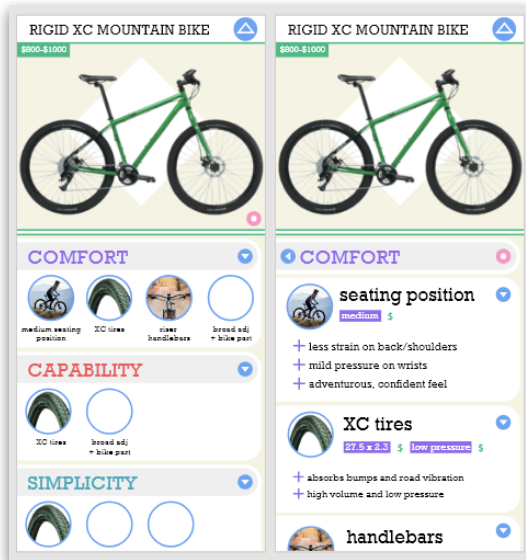 RIGID XC MOUNTAIN BIKE
$800-$1000
COMFORT
medium seating
position
XC tires
riser
handlebars
broad adj
+ bike part
CAPABILITY
XC tires
broad adj
+ bike part
SIMPLICITY
RIGID XC MOUNTAIN BIKE
$800-$1000
COMFORT
seating position
medium $
+ less strain on back/shoulders
+ mild pressure on wrists
+ adventurous, confident feel
XC tires
27.5 x 2.3 $ low pressure $
+ absorbs bumps and road vibration
+ high volume and low pressure
handlebars